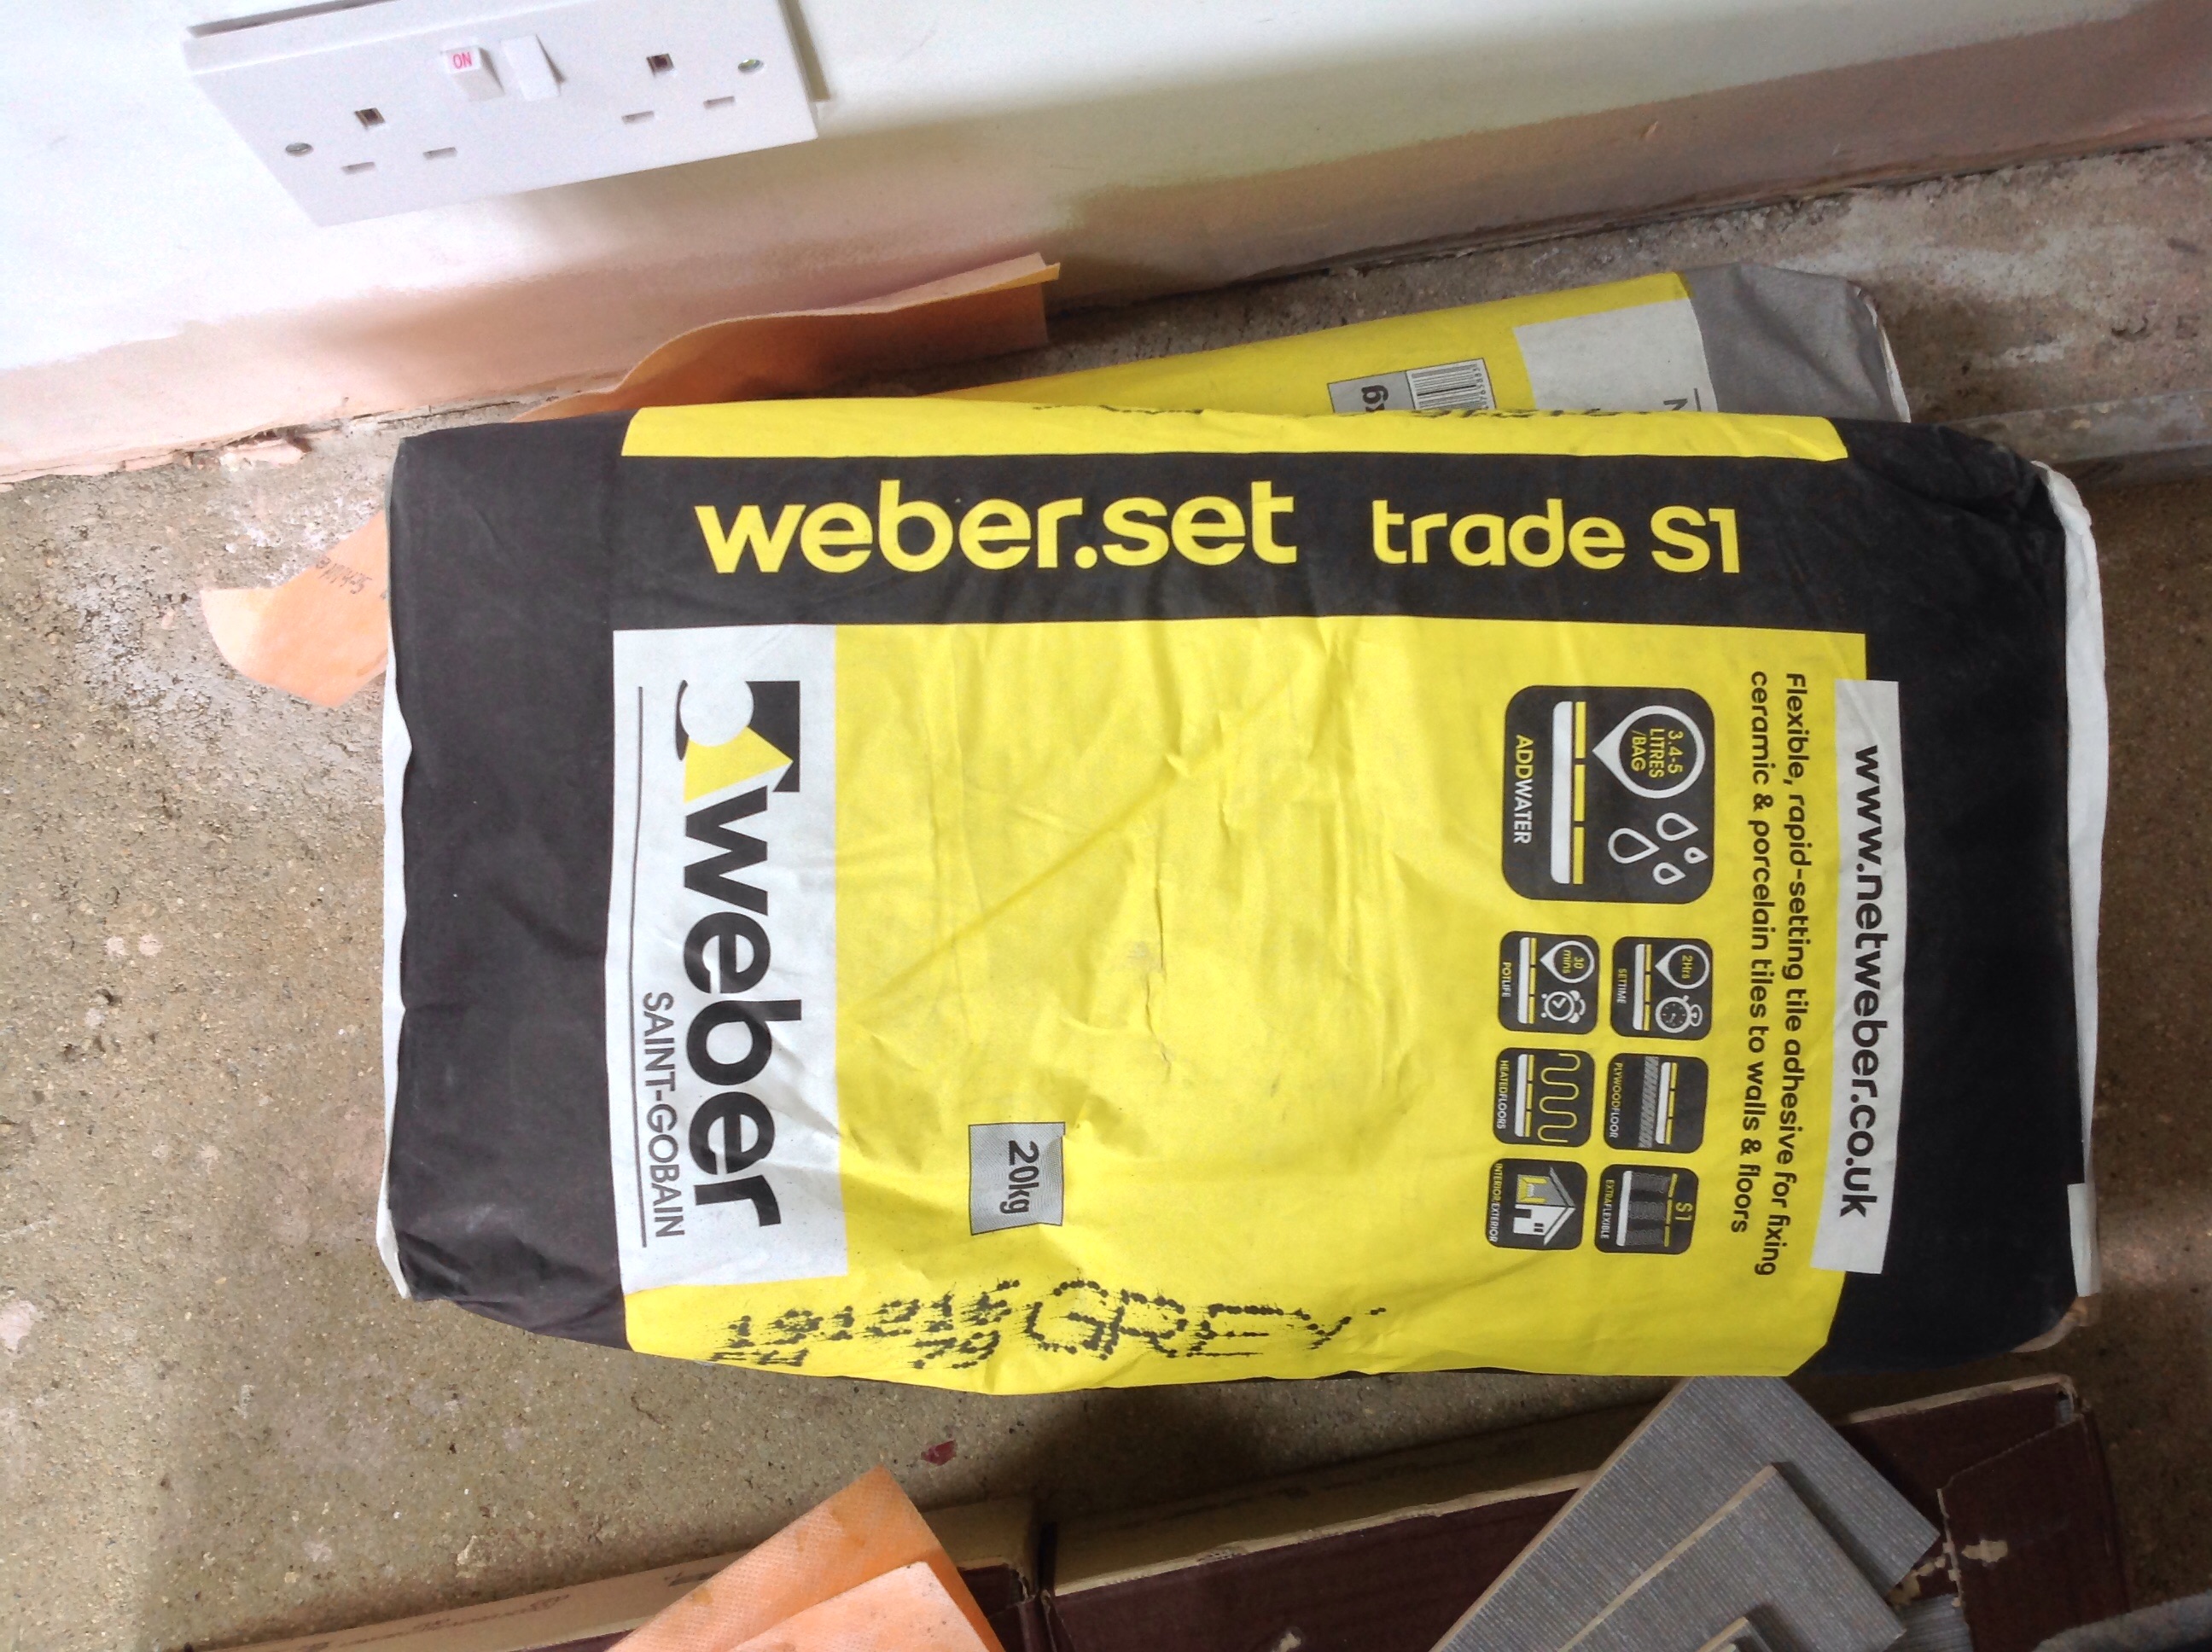 ON
weber.set trade S1
www.netweber.co.uk
Flexible, rapid-setting tile adhesive for fixing
ceramic & porcelain tiles to walls & floors
3.4-5
LITRES
/BAG
ADDWATER
2Hrs
SETTIME
PLYWOODFLOOR
S1
EXTRAFLEXIBLE
30
mins
POTLIFE
HEATEDFLOORS
INTERIOR/EXTERIOR
20kg
GREY
weber
SAINT-GOBAIN
kg